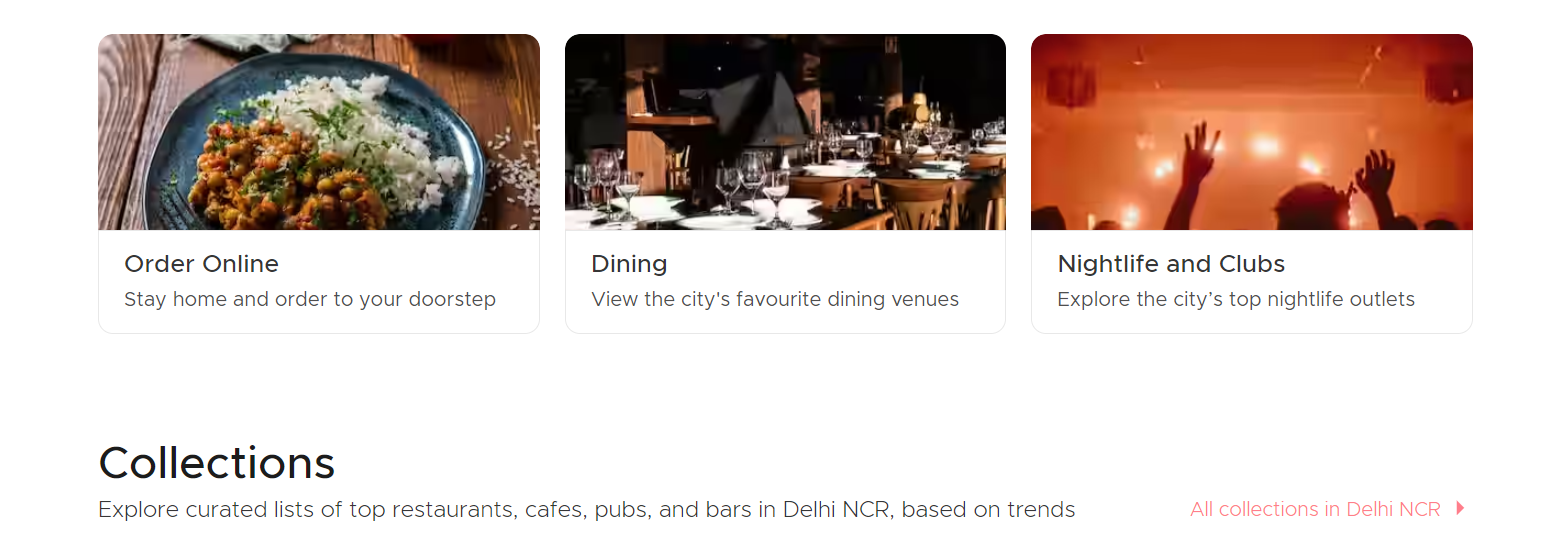 Order Online
Stay home and order to your doorstep
Dining
View the city's favourite dining venues
Nightlife and Clubs
Explore the city’s top nightlife outlets
Collections
Explore curated lists of top restaurants, cafes, pubs, and bars in Delhi NCR, based on trends
All collections in Delhi NCR